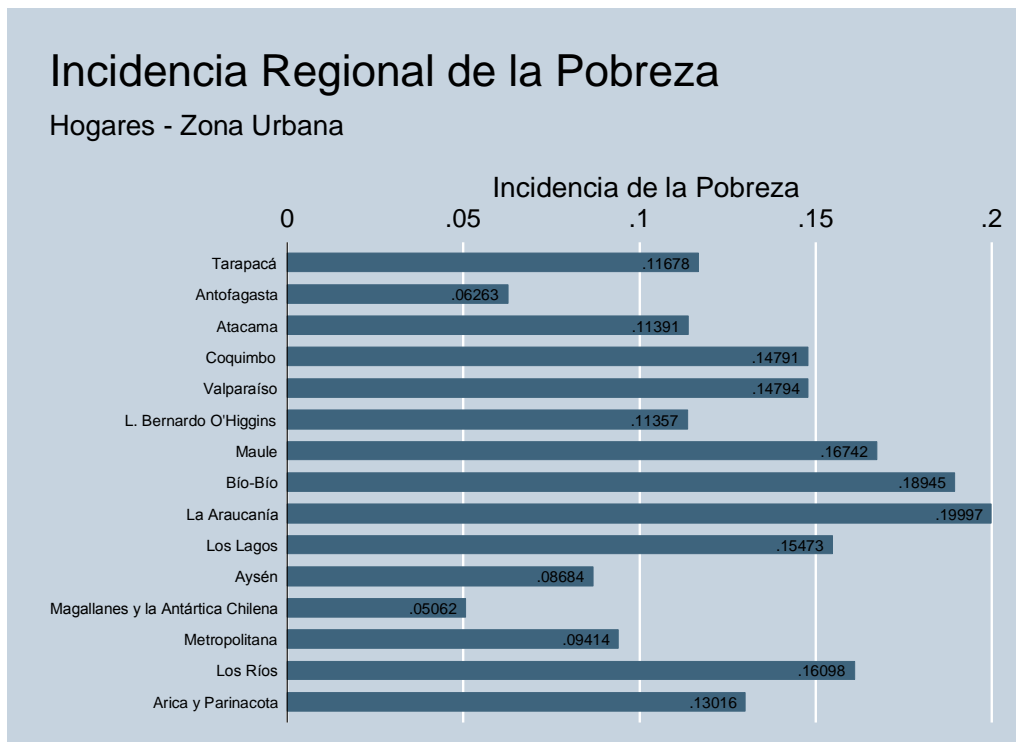 Incidencia Regional de la Pobreza
Hogares - Zona Urbana
Incidencia de la Pobreza
0 .05 .1 .15 .2
Tarapacá .11678
Antofagasta .06263
Atacama .11391
Coquimbo .14791
Valparaíso .14794
L. Bernardo O'Higgins .11357
Maule .16742
Bío-Bío .18945
La Araucanía .19997
Los Lagos .15473
Aysén .08684
Magallanes y la Antártica Chilena .05062
Metropolitana .09414
Los Ríos .16098
Arica y Parinacota .13016